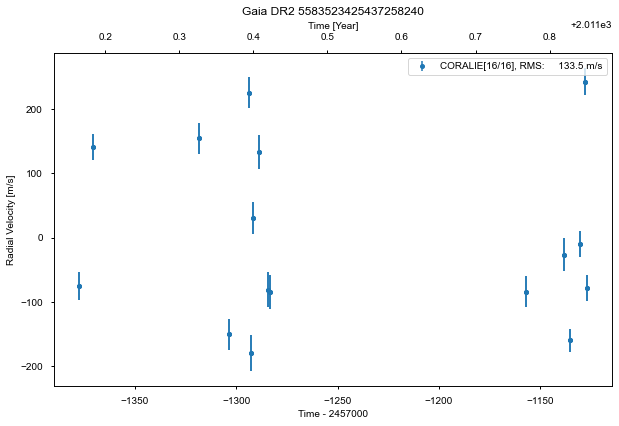 Gaia DR2 5583523425437258240
Time [Year]
+2.011e3
0.2 0.3 0.4 0.5 0.6 0.7 0.8
CORALIE[16/16], RMS: 133.5 m/s
Radial Velocity [m/s]
200
100
0
−100
−200
−1350 −1300 −1250 −1200 −1150
Time - 2457000